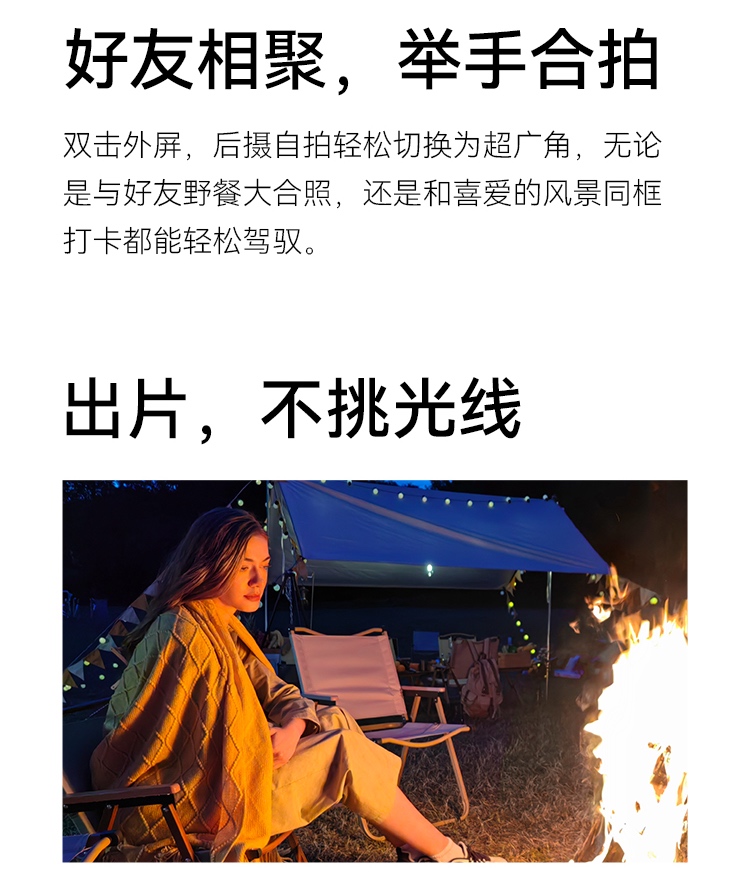 好友相聚，举手合拍
双击外屏，后摄自拍轻松切换为超广角，无论
是与好友野餐大合照，还是和喜爱的风景同框
打卡都能轻松驾驭。
出片，不挑光线